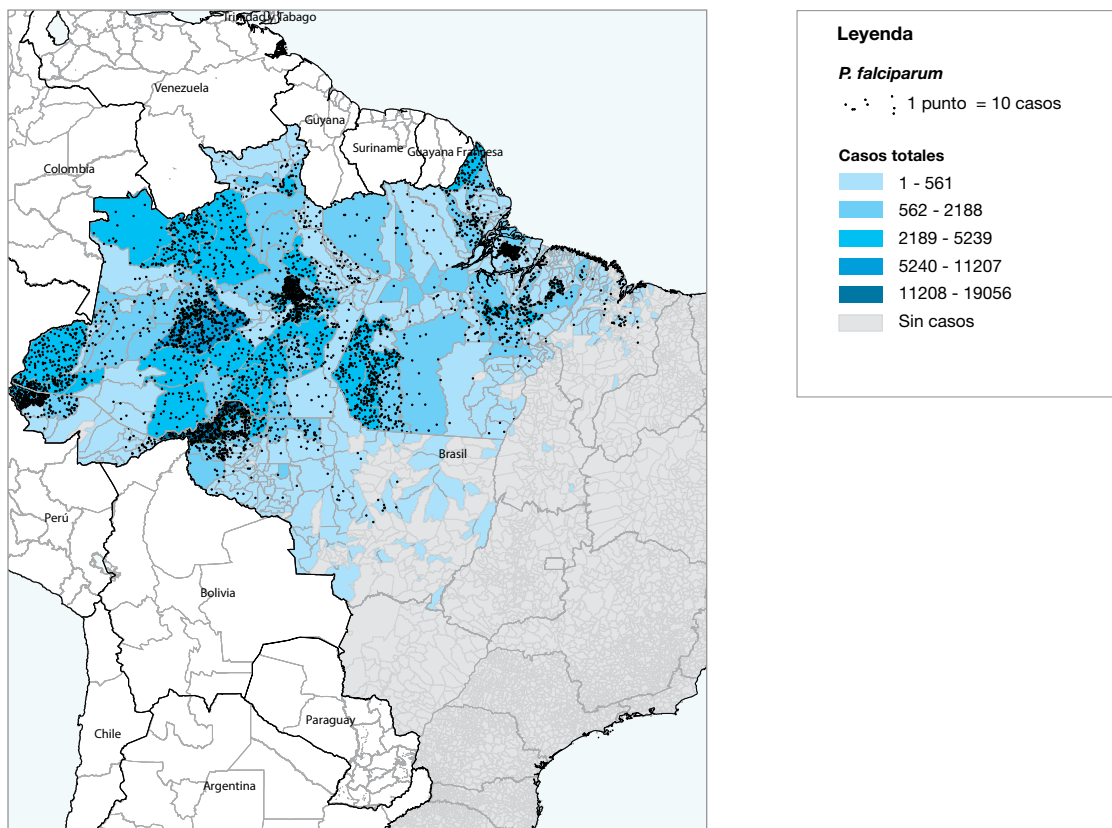 Trinidad y Tabago
Venezuela
Guyana
Suriname
Guayana Francesa
Colombia
Brasil
Perú
Bolivia
Paraguay
Chile
Argentina
Leyenda
P. falciparum
1 punto = 10 casos
Casos totales
1 - 561
562 - 2188
2189 - 5239
5240 - 11207
11208 - 19056
Sin casos